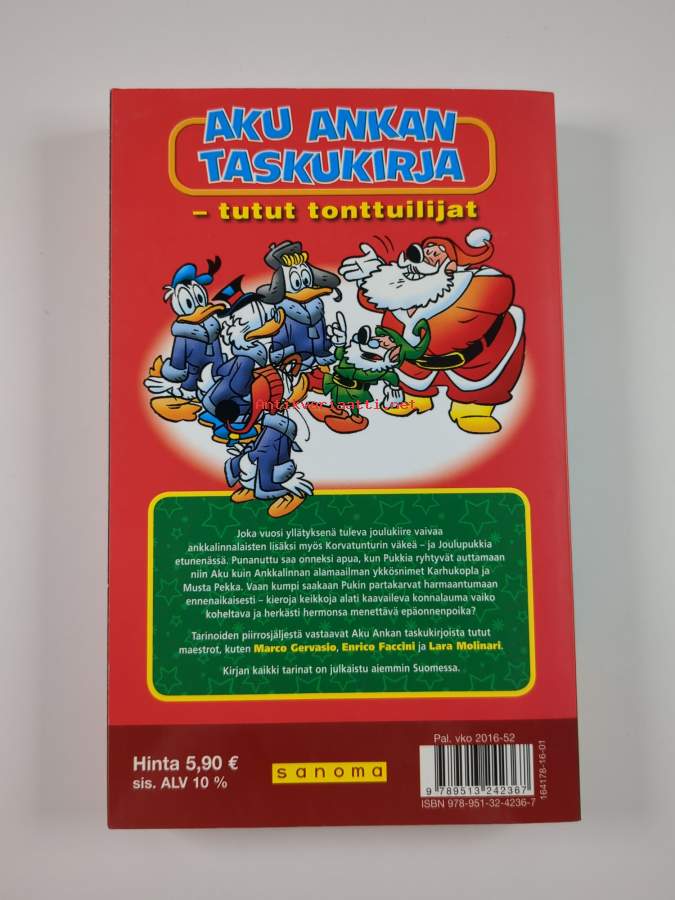 AKU ANKAN
TASKUKIRJA
– tutut tonttuilijat
Antikvariaatti.net
Joka vuosi yllätyksenä tuleva joulukiire vaivaa
ankkalinnalaisten lisäksi myös Korvatunturin väkeä – ja Joulupukkia
etunenässä. Punanuttu saa onneksi apua, kun Pukkia ryhtyvät auttamaan
niin Aku kuin Ankkalinnan alamaailman ykkösnimet Karhukopla ja
Musta Pekka. Vaan kumpi saakaan Pukin partakarvat harmaantumaan
ennenaikaisesti – kieroja keikkoja alati kaavaileva konnalauma vaiko
koheltava ja herkästi hermonsa menettävä epäonnenpoika?
Tarinoiden piirrosjäljestä vastaavat Aku Ankan taskukirjoista tutut
maestrot, kuten Marco Gervasio, Enrico Faccini ja Lara Molinari.
Kirjan kaikki tarinat on julkaistu aiemmin Suomessa.
Hinta 5,90 €
sis. ALV 10 %
sanoma
Pal. vko 2016-52
9 789513 242367
ISBN 978-951-32-4236-7
164178-16-01